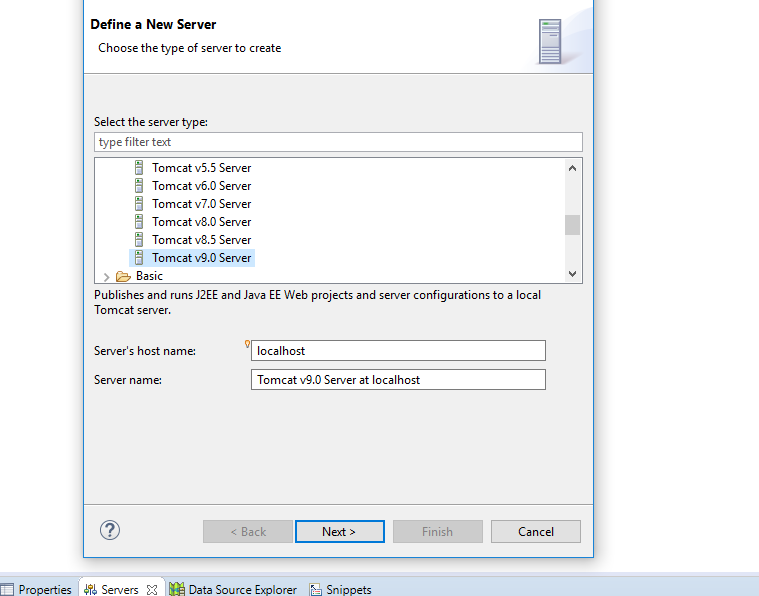 Define a New Server
Choose the type of server to create
Select the server type:
type filter text
Tomcat v5.5 Server
Tomcat v6.0 Server
Tomcat v7.0 Server
Tomcat v8.0 Server
Tomcat v8.5 Server
Tomcat v9.0 Server
Basic
Publishes and runs J2EE and Java EE Web projects and server configurations to a local
Tomcat server.
Server's host name: localhost
Server name: Tomcat v9.0 Server at localhost
? < Back Next > Finish Cancel
Properties Servers Data Source Explorer Snippets